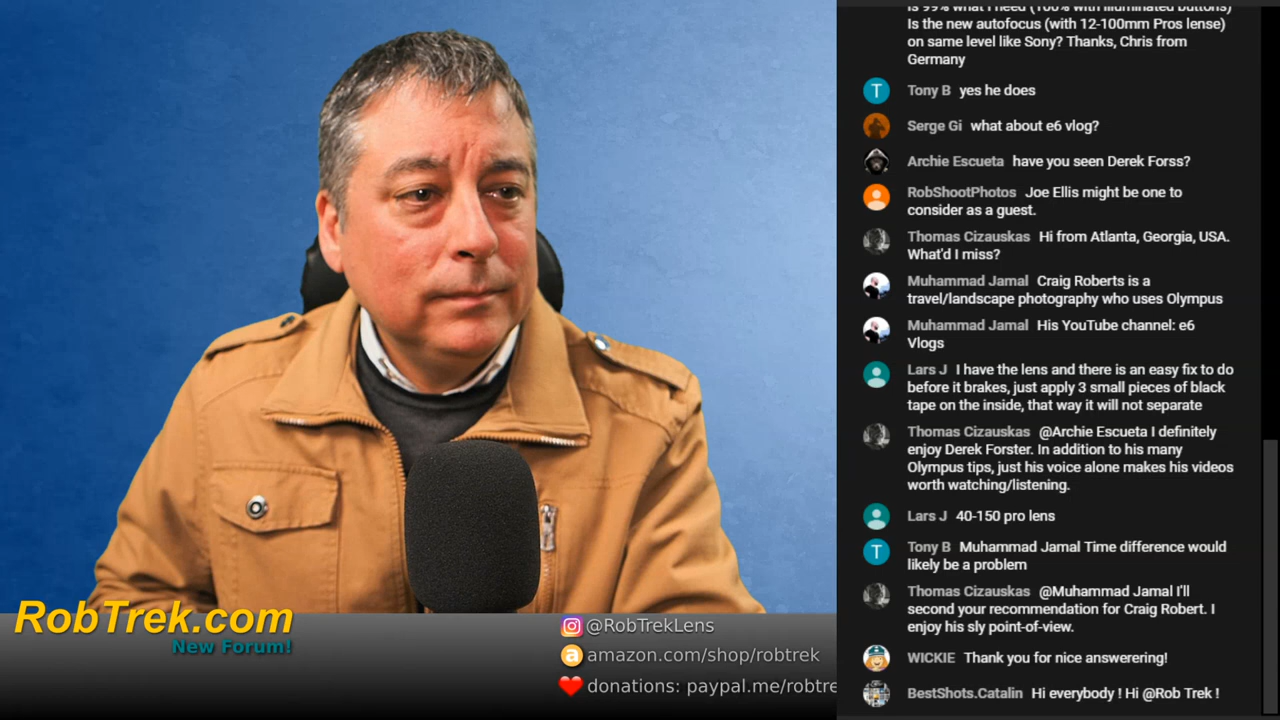 is 99% what I need (100% with illuminated buttons)
Is the new autofocus (with 12-100mm Pros lense)
on same level like Sony? Thanks, Chris from
Germany
T Tony B yes he does
Serge Gi what about e6 vlog?
Archie Escueta have you seen Derek Forss?
RobShootPhotos Joe Ellis might be one to
consider as a guest.
Thomas Cizauskas Hi from Atlanta, Georgia, USA.
What'd I miss?
Muhammad Jamal Craig Roberts is a
travel/landscape photography who uses Olympus
Muhammad Jamal His YouTube channel: e6
Vlogs
Lars J I have the lens and there is an easy fix to do
before it brakes, just apply 3 small pieces of black
tape on the inside, that way it will not separate
Thomas Cizauskas @Archie Escueta I definitely
enjoy Derek Forster. In addition to his many
Olympus tips, just his voice alone makes his videos
worth watching/listening.
Lars J 40-150 pro lens
T Tony B Muhammad Jamal Time difference would
likely be a problem
Thomas Cizauskas @Muhammad Jamal I'll
second your recommendation for Craig Robert. I
enjoy his sly point-of-view.
WICKIE Thank you for nice answerering!
BestShots.Catalin Hi everybody ! Hi @Rob Trek !
RobTrek.com
New Forum!
@RobTrekLens
a amazon.com/shop/robtrek
donations: paypal.me/robtre